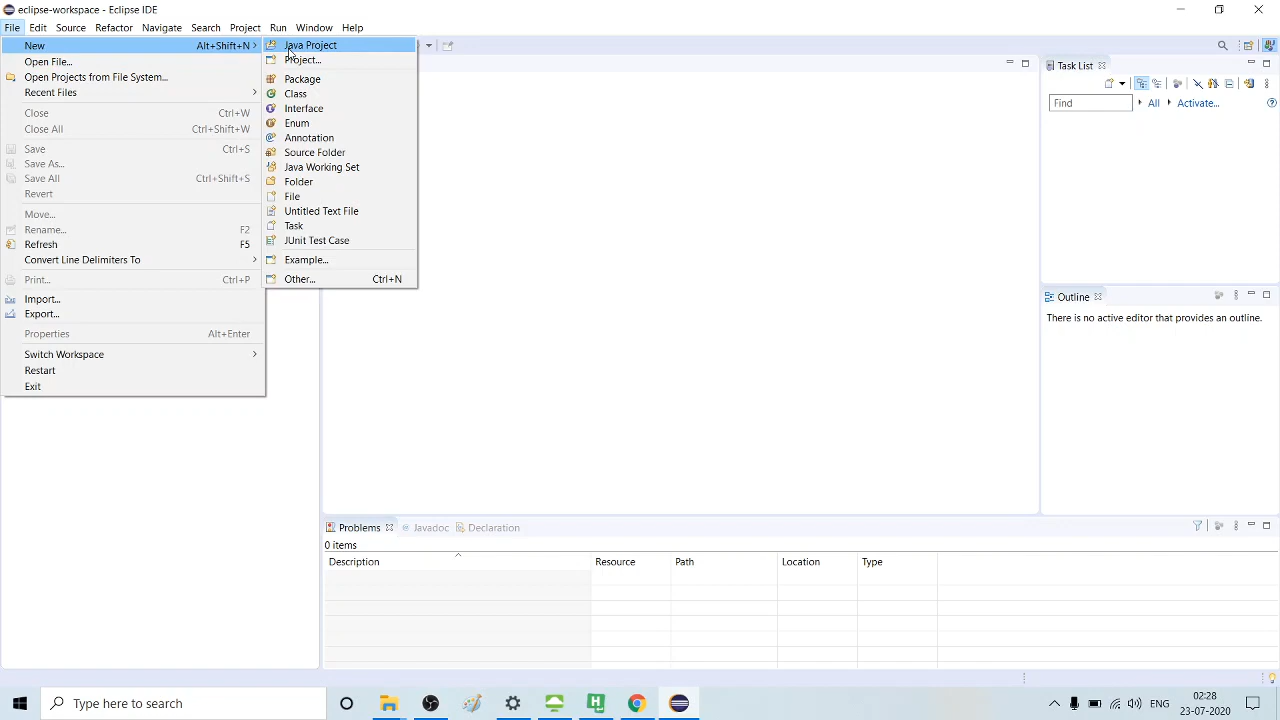 eclipse-workspace - Eclipse IDE
File Edit Source Refactor Navigate Search Project Run Window Help
New Alt+Shift+N
Open File...
Open Projects from File System...
Recent Files
Close Ctrl+W
Close All Ctrl+Shift+W
Save Ctrl+S
Save As...
Save All Ctrl+Shift+S
Revert
Move...
Rename... F2
Refresh F5
Convert Line Delimiters To
Print... Ctrl+P
Import...
Export...
Properties Alt+Enter
Switch Workspace
Restart
Exit
Java Project
Project...
Package
Class
Interface
Enum
Annotation
Source Folder
Java Working Set
Folder
File
Untitled Text File
Task
JUnit Test Case
Example...
Other... Ctrl+N
Task List
Find All Activate...
Outline
There is no active editor that provides an outline.
Problems Javadoc Declaration
0 items
Description Resource Path Location Type
Type here to search
ENG
02:28
23-07-2020